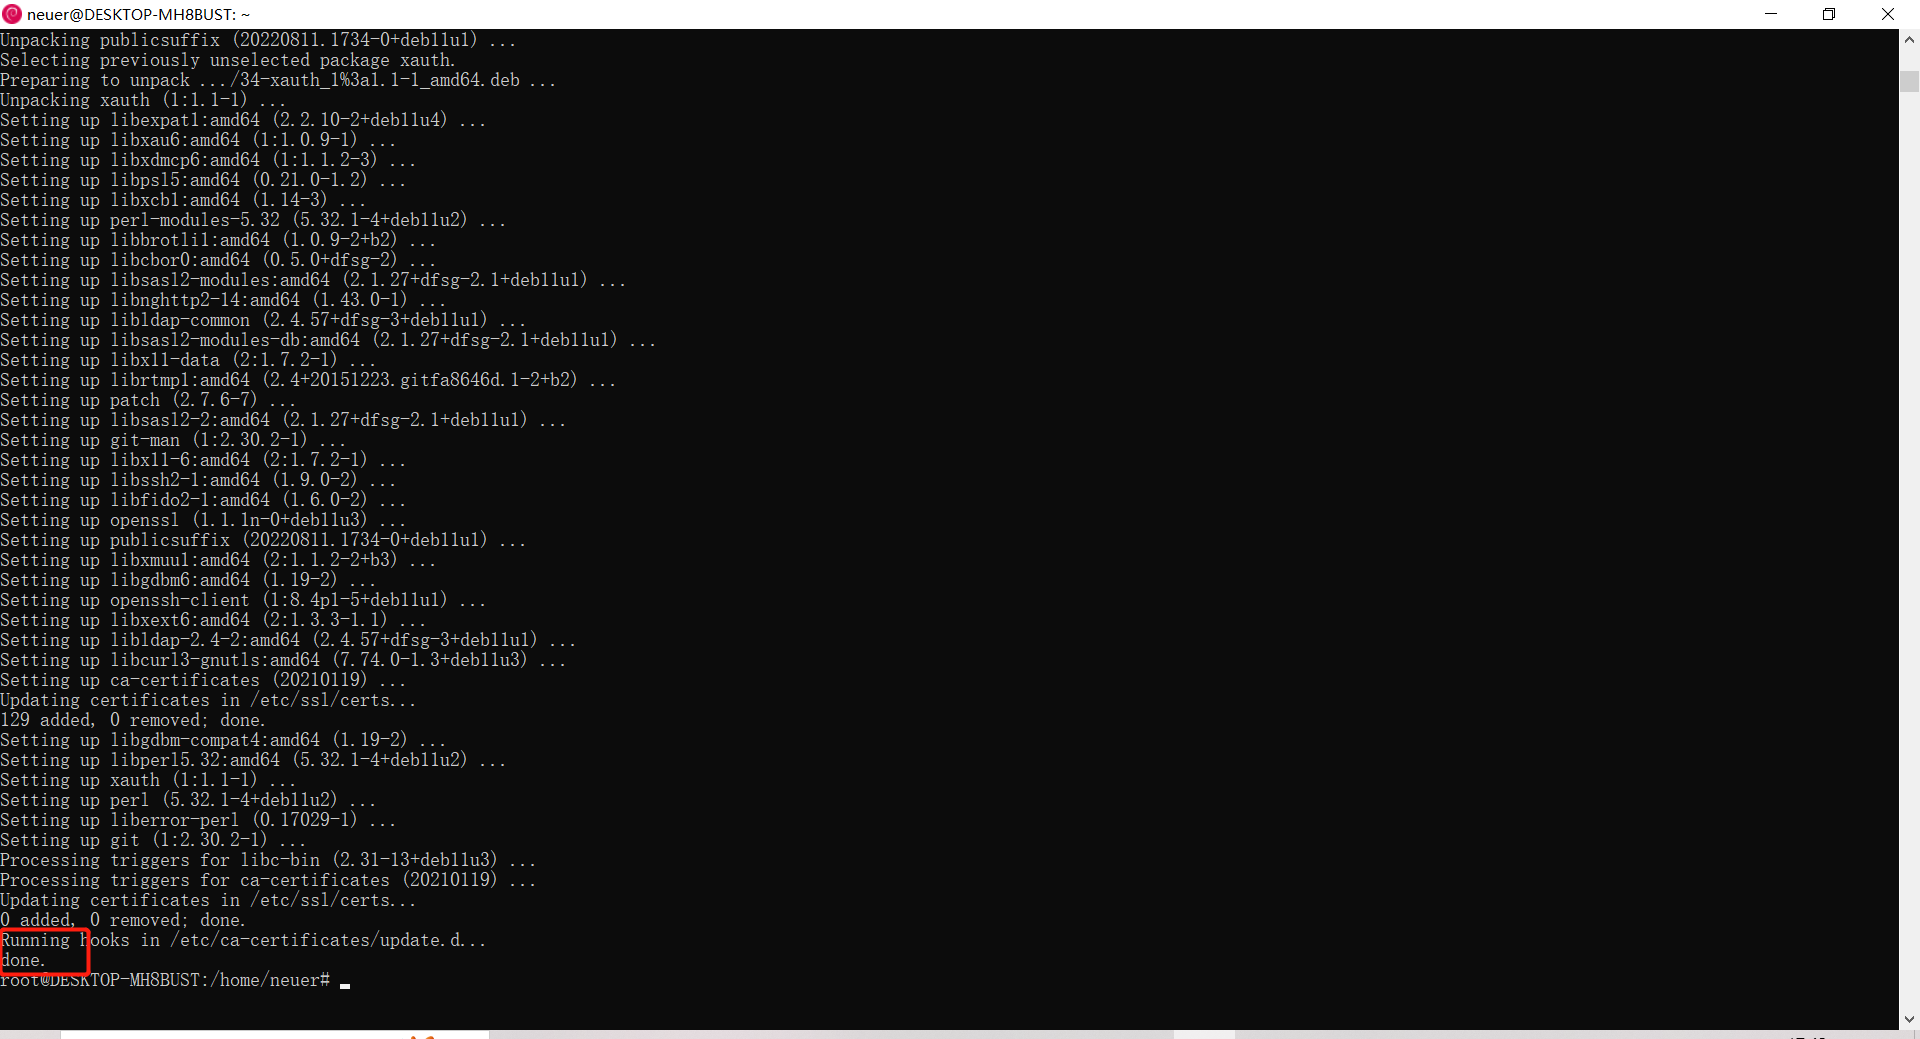 neuer@DESKTOP-MH8BUST: ~
Unpacking publicsuffix (20220811.1734-0+deb11u1) ...
Selecting previously unselected package xauth.
Preparing to unpack .../34-xauth_1%3a1.1-1_amd64.deb ...
Unpacking xauth (1:1.1-1) ...
Setting up libexpat1:amd64 (2.2.10-2+deb11u4) ...
Setting up libxau6:amd64 (1:1.0.9-1) ...
Setting up libxdmcp6:amd64 (1:1.1.2-3) ...
Setting up libpsl5:amd64 (0.21.0-1.2) ...
Setting up libxcb1:amd64 (1.14-3) ...
Setting up perl-modules-5.32 (5.32.1-4+deb11u2) ...
Setting up libbrotli1:amd64 (1.0.9-2+b2) ...
Setting up libcbor0:amd64 (0.5.0+dfsg-2) ...
Setting up libsasl2-modules:amd64 (2.1.27+dfsg-2.1+deb11u1) ...
Setting up libnghttp2-14:amd64 (1.43.0-1) ...
Setting up libldap-common (2.4.57+dfsg-3+deb11u1) ...
Setting up libsasl2-modules-db:amd64 (2.1.27+dfsg-2.1+deb11u1) ...
Setting up libx11-data (2:1.7.2-1) ...
Setting up librtmp1:amd64 (2.4+20151223.gitfa8646d.1-2+b2) ...
Setting up patch (2.7.6-7) ...
Setting up libsasl2-2:amd64 (2.1.27+dfsg-2.1+deb11u1) ...
Setting up git-man (1:2.30.2-1) ...
Setting up libx11-6:amd64 (2:1.7.2-1) ...
Setting up libssh2-1:amd64 (1.9.0-2) ...
Setting up libfido2-1:amd64 (1.6.0-2) ...
Setting up openssl (1.1.1n-0+deb11u3) ...
Setting up publicsuffix (20220811.1734-0+deb11u1) ...
Setting up libxmuu1:amd64 (2:1.1.2-2+b3) ...
Setting up libgdbm6:amd64 (1.19-2) ...
Setting up openssh-client (1:8.4p1-5+deb11u1) ...
Setting up libxext6:amd64 (2:1.3.3-1.1) ...
Setting up libldap-2.4-2:amd64 (2.4.57+dfsg-3+deb11u1) ...
Setting up libcurl3-gnutls:amd64 (7.74.0-1.3+deb11u3) ...
Setting up ca-certificates (20210119) ...
Updating certificates in /etc/ssl/certs...
129 added, 0 removed; done.
Setting up libgdbm-compat4:amd64 (1.19-2) ...
Setting up libperl5.32:amd64 (5.32.1-4+deb11u2) ...
Setting up xauth (1:1.1-1) ...
Setting up perl (5.32.1-4+deb11u2) ...
Setting up liberror-perl (0.17029-1) ...
Setting up git (1:2.30.2-1) ...
Processing triggers for libc-bin (2.31-13+deb11u3) ...
Processing triggers for ca-certificates (20210119) ...
Updating certificates in /etc/ssl/certs...
0 added, 0 removed; done.
Running hooks in /etc/ca-certificates/update.d...
done.
root@DESKTOP-MH8BUST:/home/neuer#